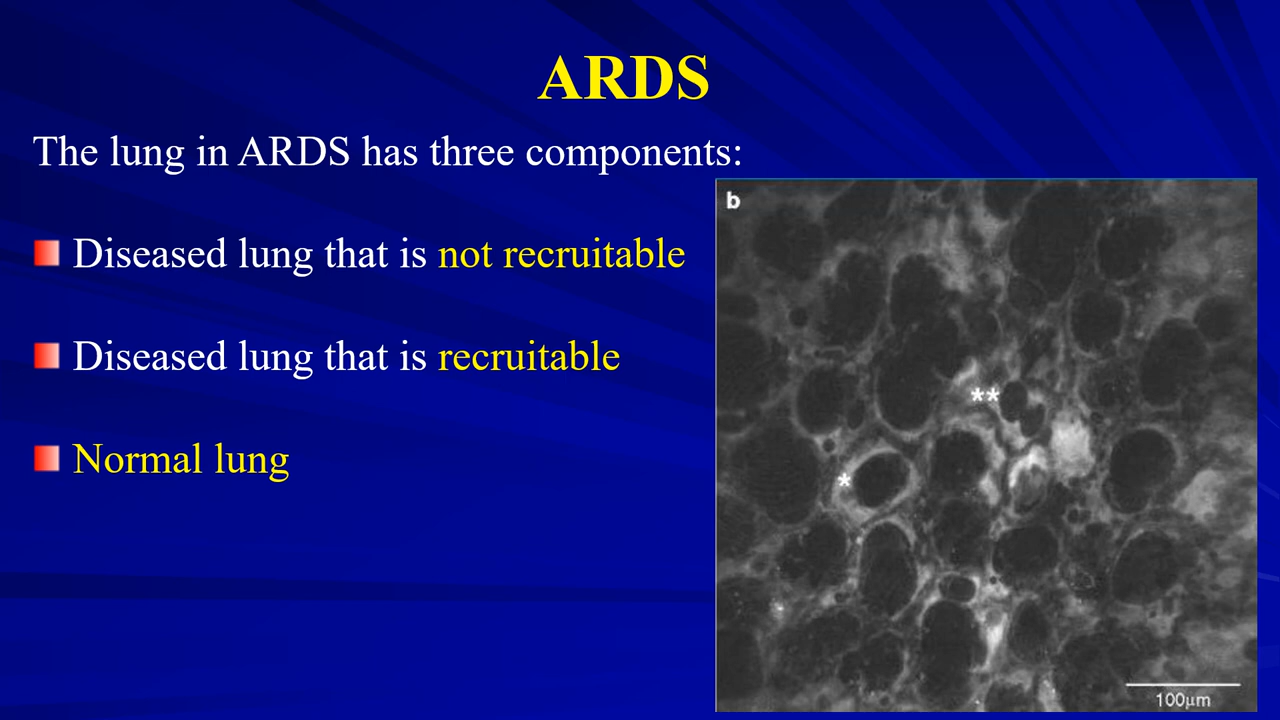 ARDS
The lung in ARDS has three components:
Diseased lung that is not recruitable
Diseased lung that is recruitable
Normal lung
b
**
*
100µm